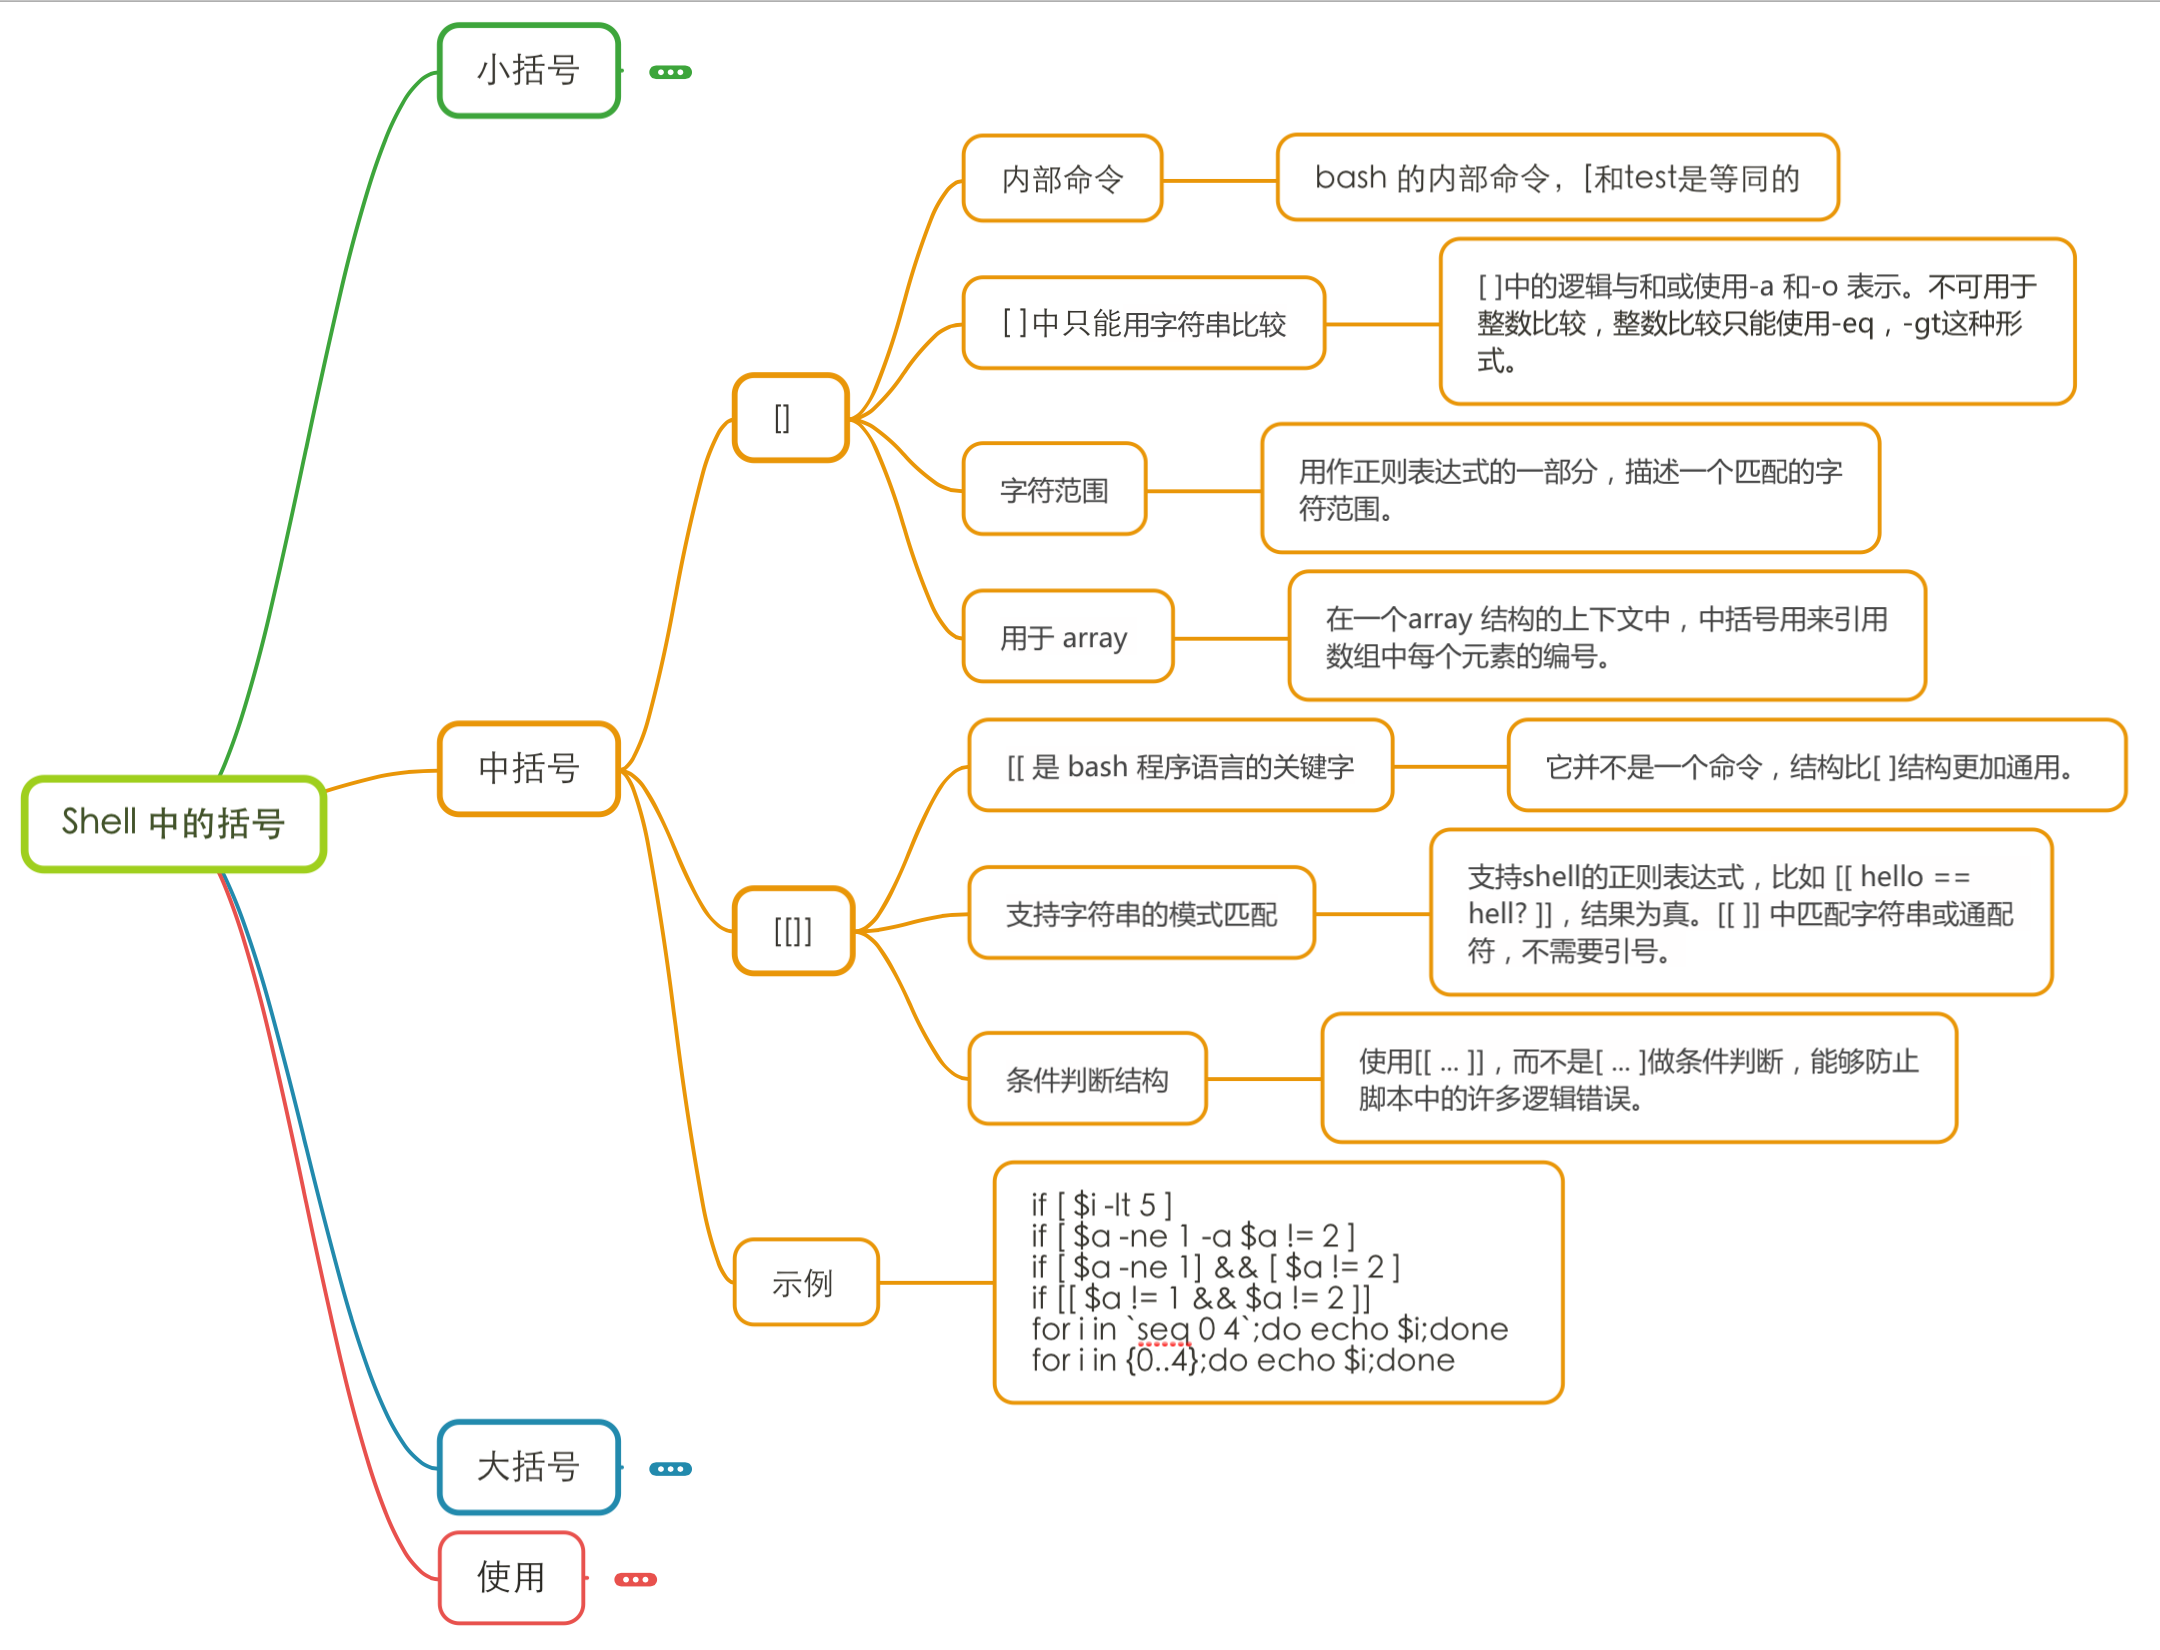 小括号
内部命令
bash 的内部命令，[和test是等同的
[ ]中只能用字符串比较
[ ]中的逻辑与和或使用-a 和-o 表示。不可用于
整数比较，整数比较只能使用-eq，-gt这种形
式。
[]
字符范围
用作正则表达式的一部分，描述一个匹配的字
符范围。
用于 array
在一个array 结构的上下文中，中括号用来引用
数组中每个元素的编号。
中括号
Shell 中的括号
[[ 是 bash 程序语言的关键字
它并不是一个命令，结构比[ ]结构更加通用。
[[]]
支持字符串的模式匹配
支持shell的正则表达式，比如 [[ hello ==
hell? ]]，结果为真。[[ ]] 中匹配字符串或通配
符，不需要引号。
条件判断结构
使用[[ ... ]]，而不是[ ... ]做条件判断，能够防止
脚本中的许多逻辑错误。
示例
if [ $i -lt 5 ]
if [ $a -ne 1 -a $a != 2 ]
if [ $a -ne 1] && [ $a != 2 ]
if [[ $a != 1 && $a != 2 ]]
for i in `seq 0 4`;do echo $i;done
for i in {0..4};do echo $i;done
大括号
使用